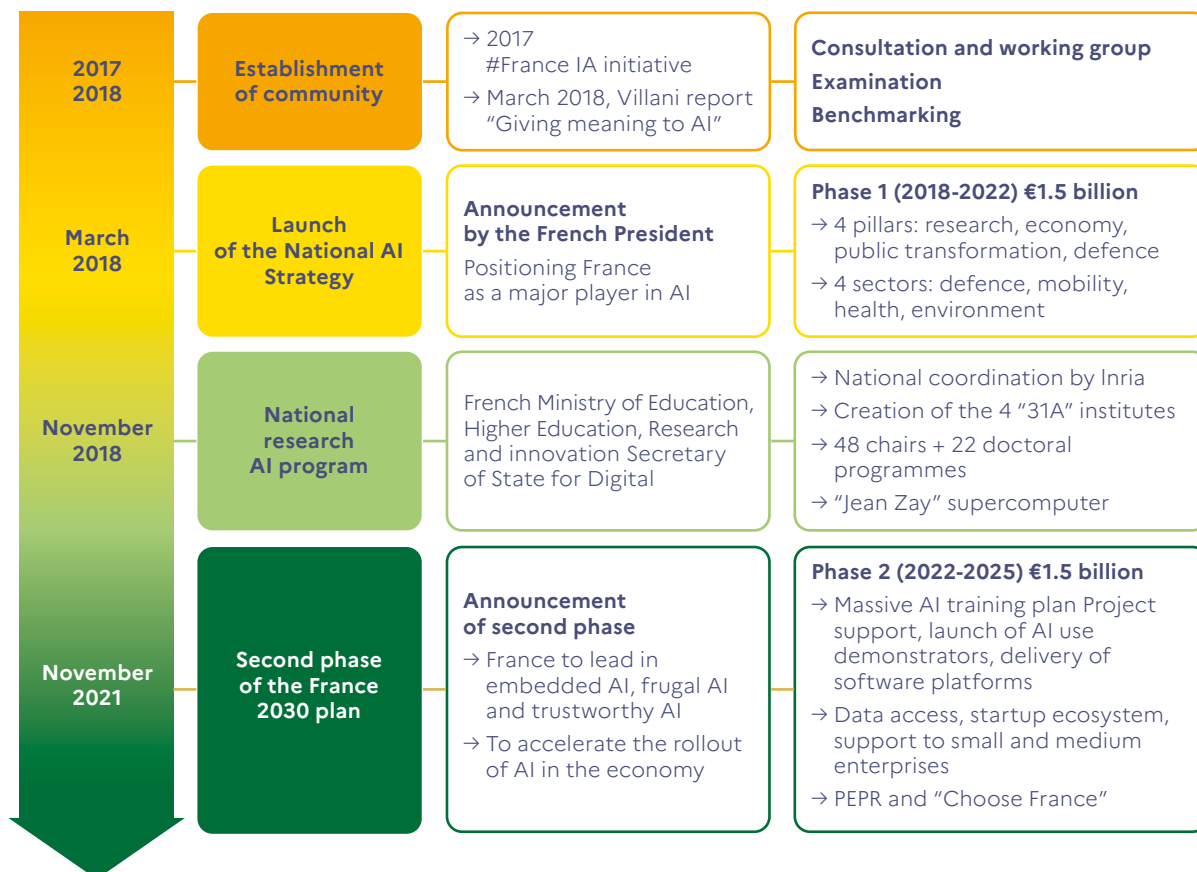 2017
2018
Establishment
of community
→ 2017
#France IA initiative
→ March 2018, Villani report
“Giving meaning to AI”
Consultation and working group
Examination
Benchmarking
March
2018
Launch
of the National AI
Strategy
Announcement
by the French President
Positioning France
as a major player in AI
Phase 1 (2018-2022) €1.5 billion
→ 4 pillars: research, economy,
public transformation, defence
→ 4 sectors: defence, mobility,
health, environment
November
2018
National
research
AI program
French Ministry of Education,
Higher Education, Research
and innovation Secretary
of State for Digital
→ National coordination by Inria
→ Creation of the 4 “31A” institutes
→ 48 chairs + 22 doctoral
programmes
→ “Jean Zay” supercomputer
November
2021
Second phase
of the France
2030 plan
Announcement
of second phase
→ France to lead in
embedded AI, frugal AI
and trustworthy AI
→ To accelerate the rollout
of AI in the economy
Phase 2 (2022-2025) €1.5 billion
→ Massive AI training plan Project
support, launch of AI use
demonstrators, delivery of
software platforms
→ Data access, startup ecosystem,
support to small and medium
enterprises
→ PEPR and “Choose France”